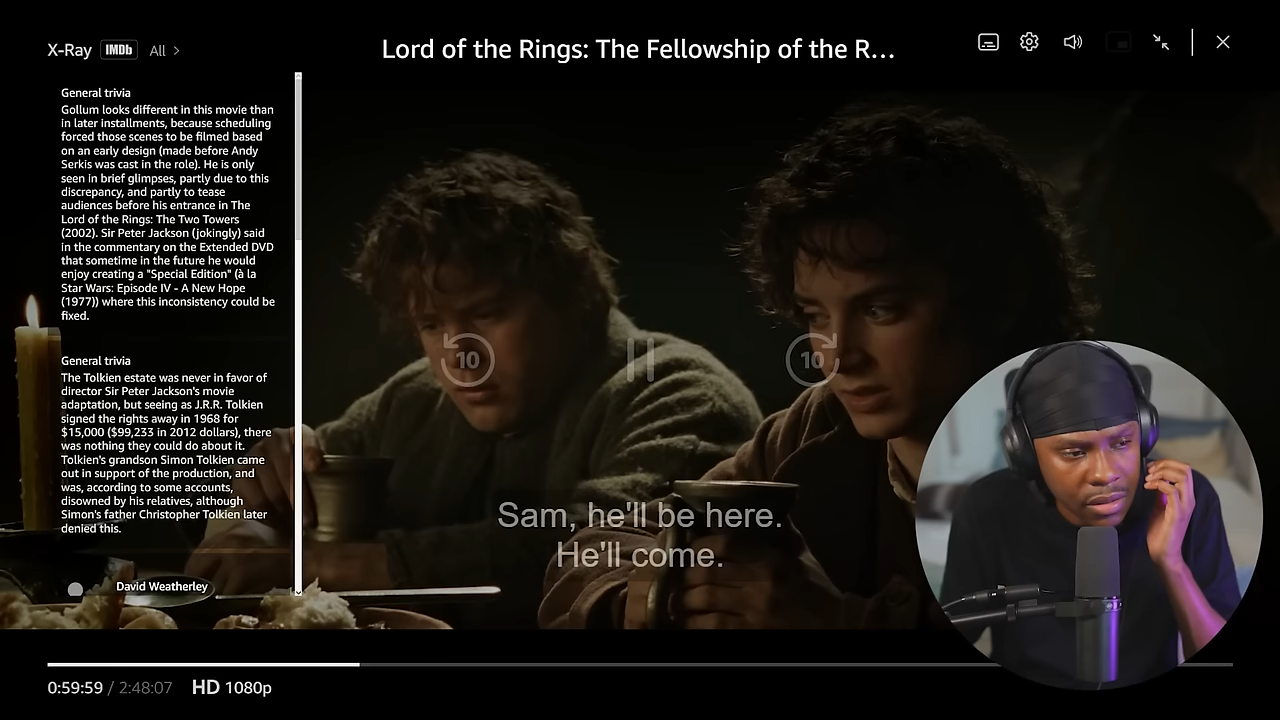 X-Ray IMDb All >
Lord of the Rings: The Fellowship of the R...
General trivia
Gollum looks different in this movie than
in later installments, because scheduling
forced those scenes to be filmed based
on an early design (made before Andy
Serkis was cast in the role). He is only
seen in brief glimpses, partly due to this
discrepancy, and partly to tease
audiences before his entrance in The
Lord of the Rings: The Two Towers
(2002). Sir Peter Jackson (jokingly) said
in the commentary on the Extended DVD
that sometime in the future he would
enjoy creating a "Special Edition" (à la
Star Wars: Episode IV - A New Hope
(1977)) where this inconsistency could be
fixed.
General trivia
The Tolkien estate was never in favor of
director Sir Peter Jackson's movie
adaptation, but seeing as J.R.R. Tolkien
signed the rights away in 1968 for
$15,000 ($99,233 in 2012 dollars), there
was nothing they could do about it.
Tolkien's grandson Simon Tolkien came
out in support of the production, and
was, according to some accounts,
disowned by his relatives, although
Simon's father Christopher Tolkien later
denied this.
David Weatherley
10
10
Sam, he'll be here.
He'll come.
0:59:59 / 2:48:07 HD 1080p